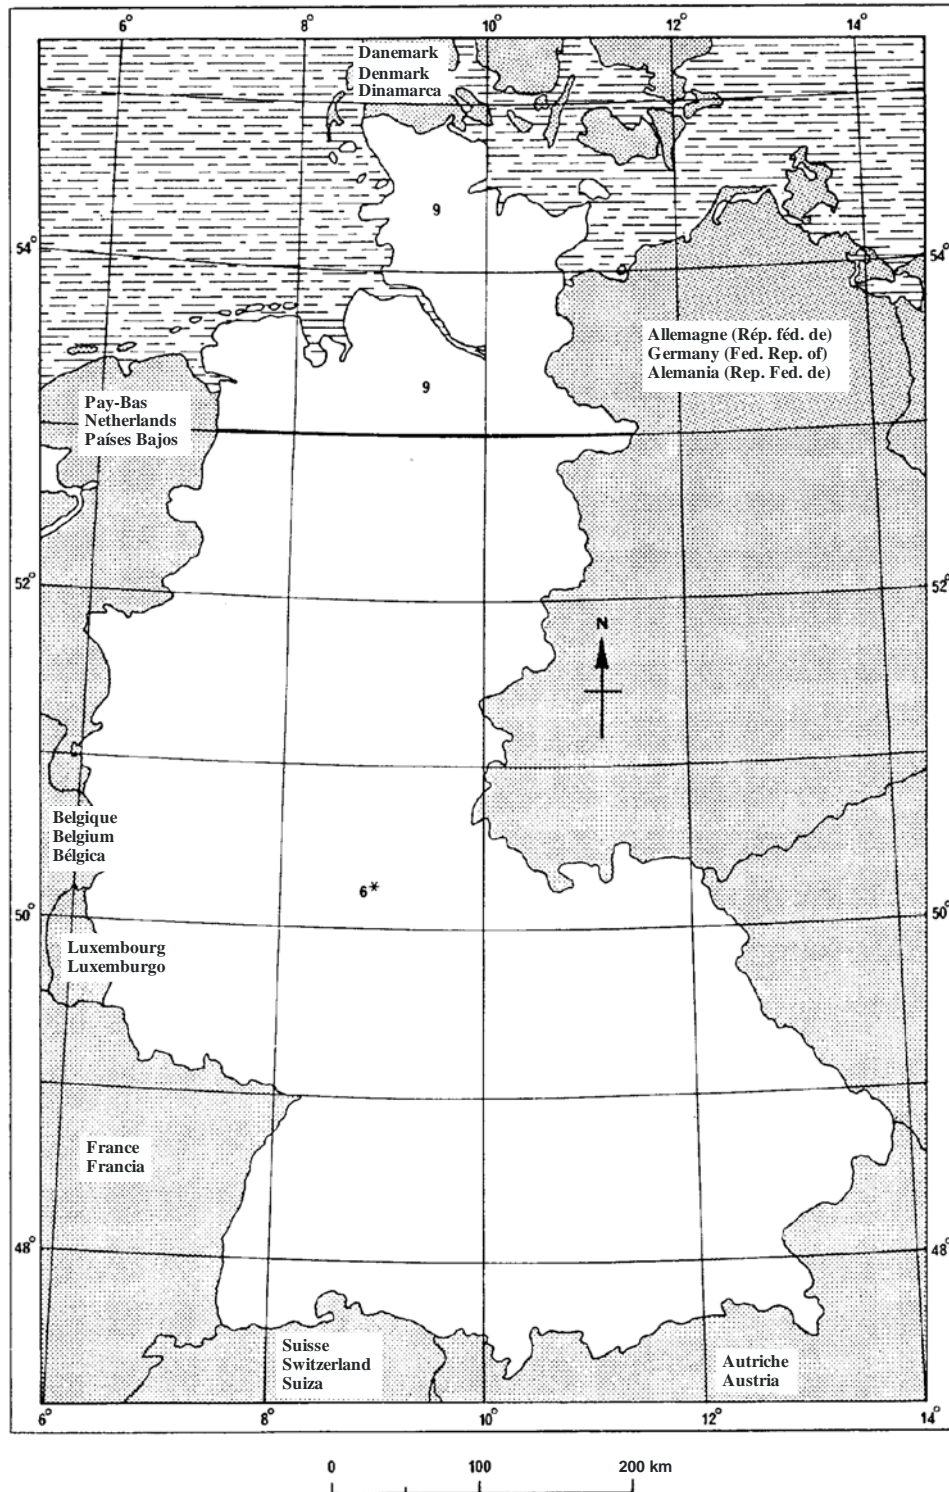 6° 8° 10° 12° 14°
Danemark
Denmark
Dinamarca
9
54° 54°
Allemagne (Rép. féd. de)
Germany (Fed. Rep. of)
Alemania (Rep. Fed. de)
9
Pay-Bas
Netherlands
Países Bajos
52° 52°
N
Belgique
Belgium
Bélgica
6*
50° 50°
Luxembourg
Luxemburgo
France
Francia
48° 48°
Suisse
Switzerland
Suiza
Autriche
Austria
6° 8° 10° 12° 14°
0 100 200 km